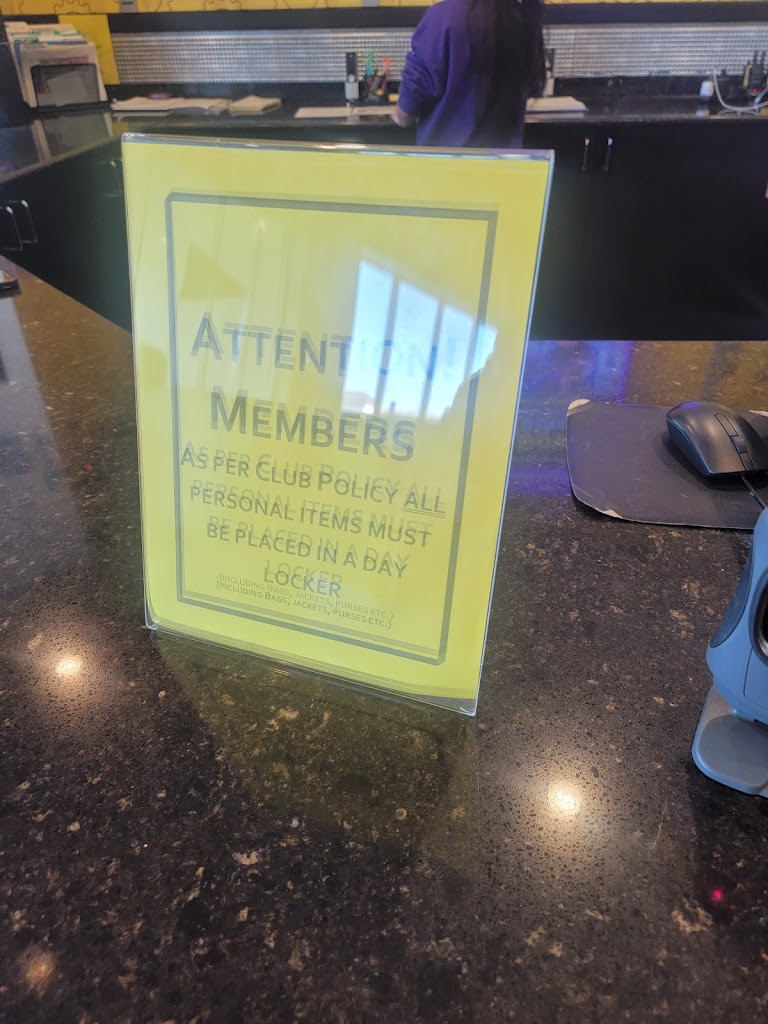 ATTENTION!
MEMBERS
AS PER CLUB POLICY ALL
PERSONAL ITEMS MUST
BE PLACED IN A DAY
LOCKER
(INCLUDING BAGS, JACKETS, PURSES ETC.)